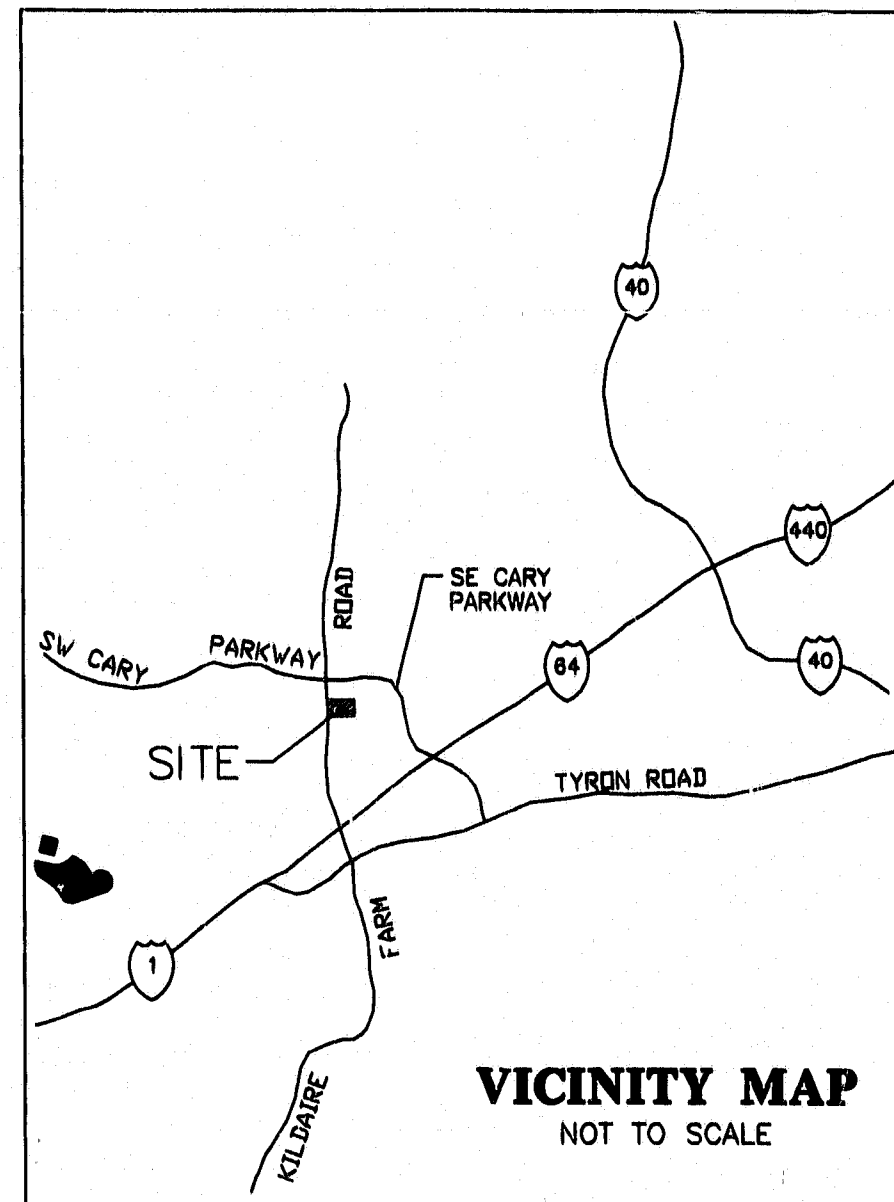 40
440
ROAD
SE CARY
PARKWAY
SW CARY PARKWAY
64
40
SITE
TYRON ROAD
FARM
1
KILDAIRE
VICINITY MAP
NOT TO SCALE